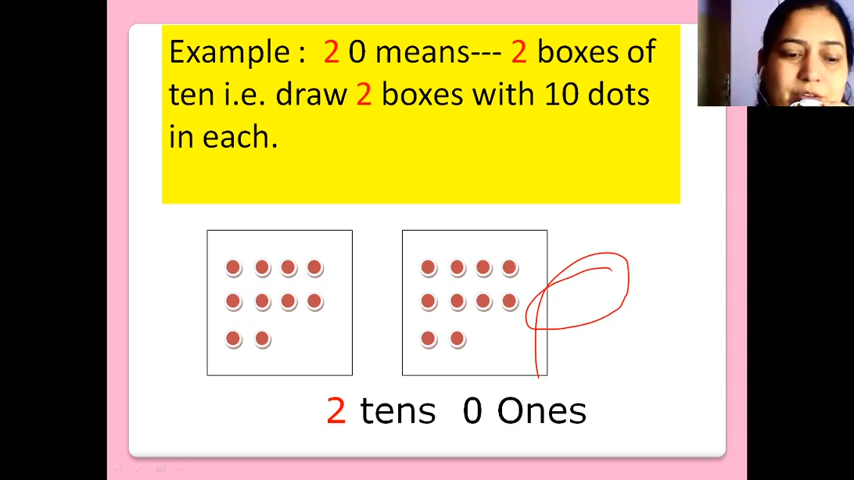 Example : 2 0 means--- 2 boxes of
ten i.e. draw 2 boxes with 10 dots
in each.
2 tens 0 Ones